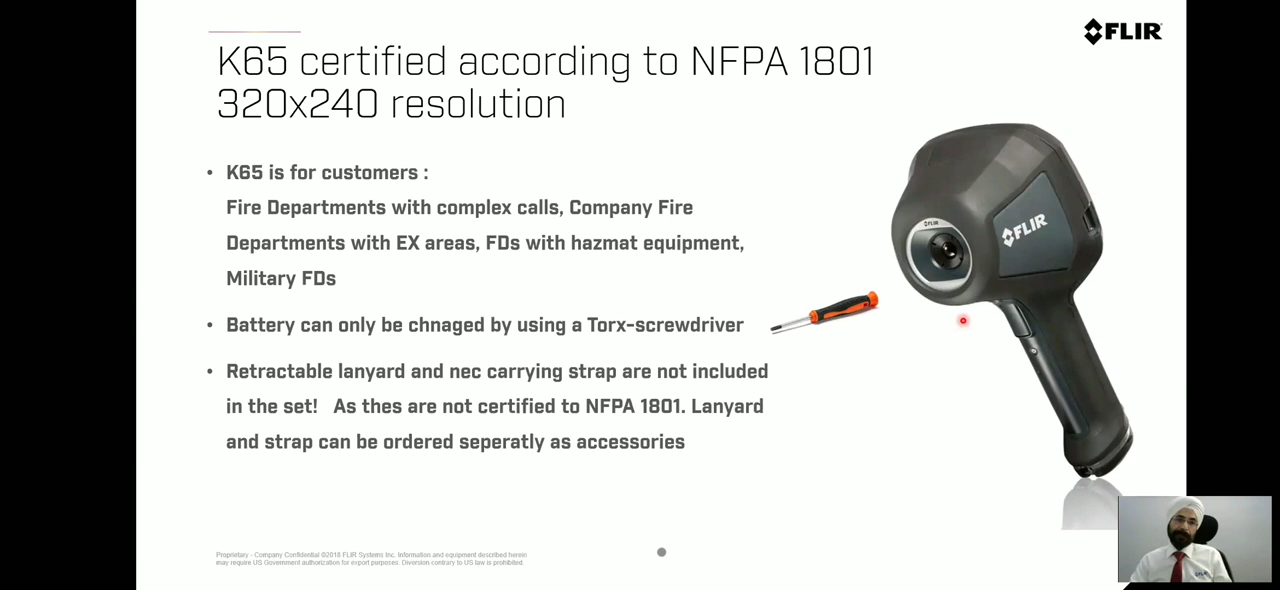 FLIR
K65 certified according to NFPA 1801
320x240 resolution
• K65 is for customers :
Fire Departments with complex calls, Company Fire
Departments with EX areas, FDs with hazmat equipment,
Military FDs
• Battery can only be chnaged by using a Torx-screwdriver
• Retractable lanyard and nec carrying strap are not included
in the set! As thes are not certified to NFPA 1801. Lanyard
and strap can be ordered seperatly as accessories
FLIR
FLIR
Proprietary - Company Confidential ©2018 FLIR Systems Inc. Information and equipment described herein
may require US Government authorization for export purposes. Diversion contrary to US law is prohibited.
FLIR